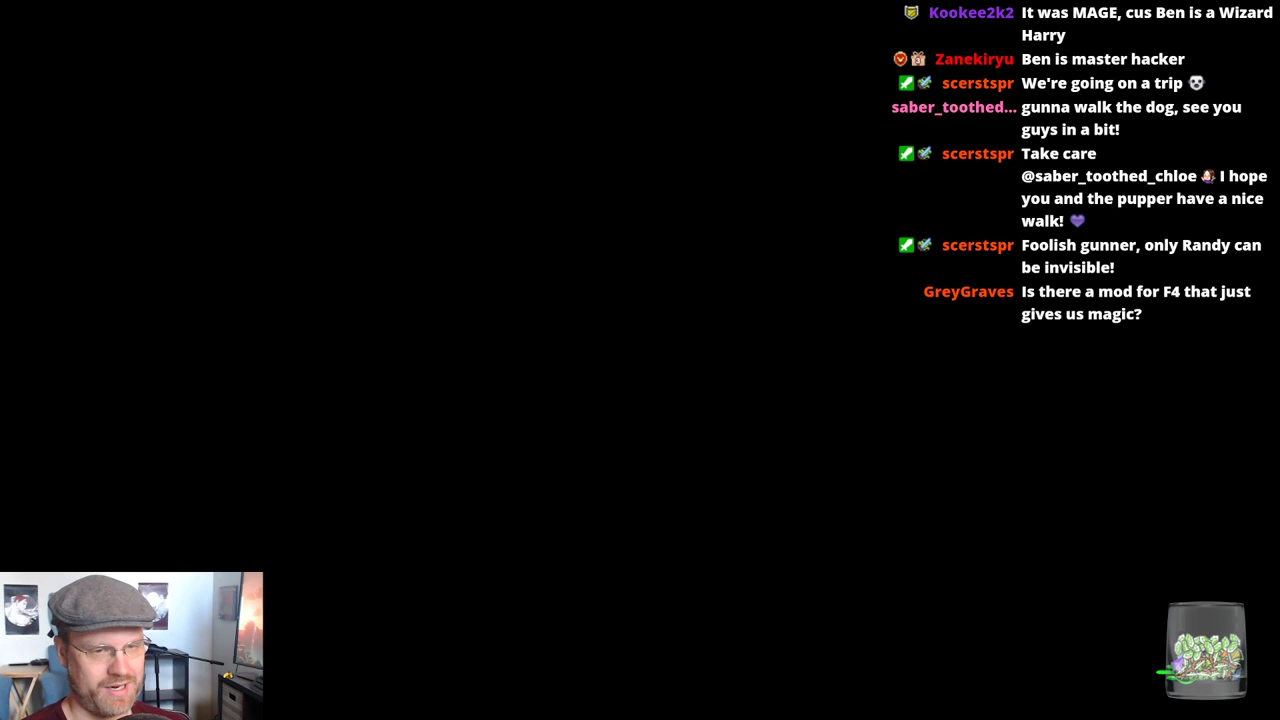 Kookee2k2 It was MAGE, cus Ben is a Wizard
Harry
Zanekiryu Ben is master hacker
scerstspr We're going on a trip
saber_toothed... gunna walk the dog, see you
guys in a bit!
scerstspr Take care
@saber_toothed_chloe I hope
you and the pupper have a nice
walk!
scerstspr Foolish gunner, only Randy can
be invisible!
GreyGraves Is there a mod for F4 that just
gives us magic?